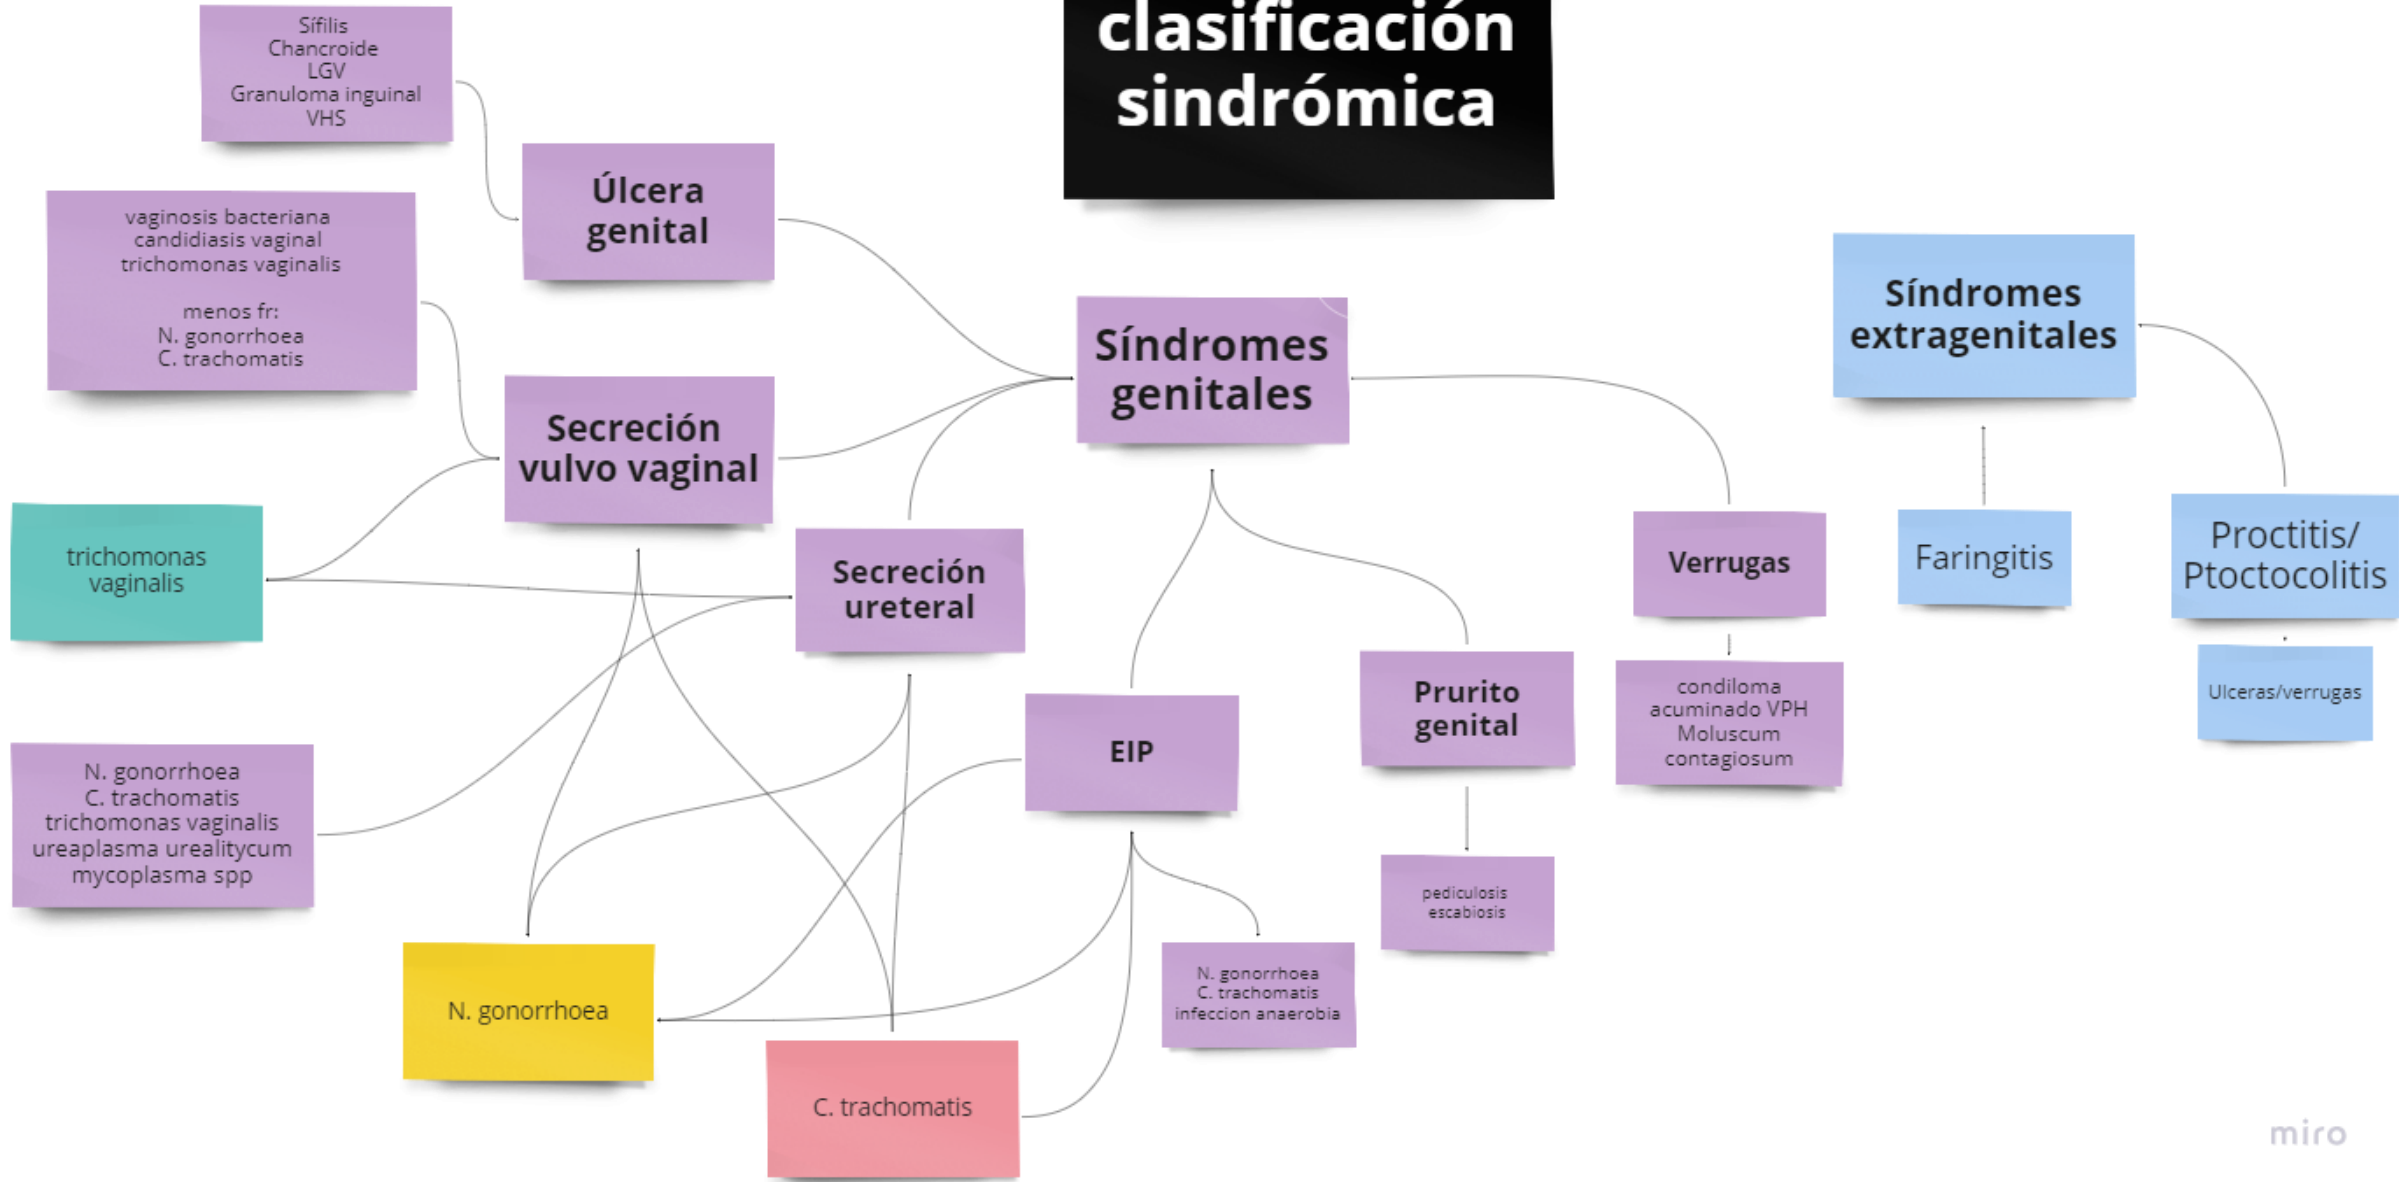 clasificación
sindrómica
Sífilis
Chancroide
LGV
Granuloma inguinal
VHS
Úlcera
genital
vaginosis bacteriana
candidiasis vaginal
trichomonas vaginalis
menos fr:
N. gonorrhoea
C. trachomatis
Secreción
vulvo vaginal
Síndromes
genitales
Síndromes
extragenitales
trichomonas
vaginalis
Secreción
ureteral
Verrugas
Faringitis
Proctitis/
Ptoctocolitis
condiloma
acuminado VPH
Moluscum
contagiosum
Ulceras/verrugas
Prurito
genital
EIP
N. gonorrhoea
C. trachomatis
trichomonas vaginalis
ureaplasma urealitycum
mycoplasma spp
pediculosis
escabiosis
N. gonorrhoea
C. trachomatis
infeccion anaerobia
N. gonorrhoea
C. trachomatis
miro